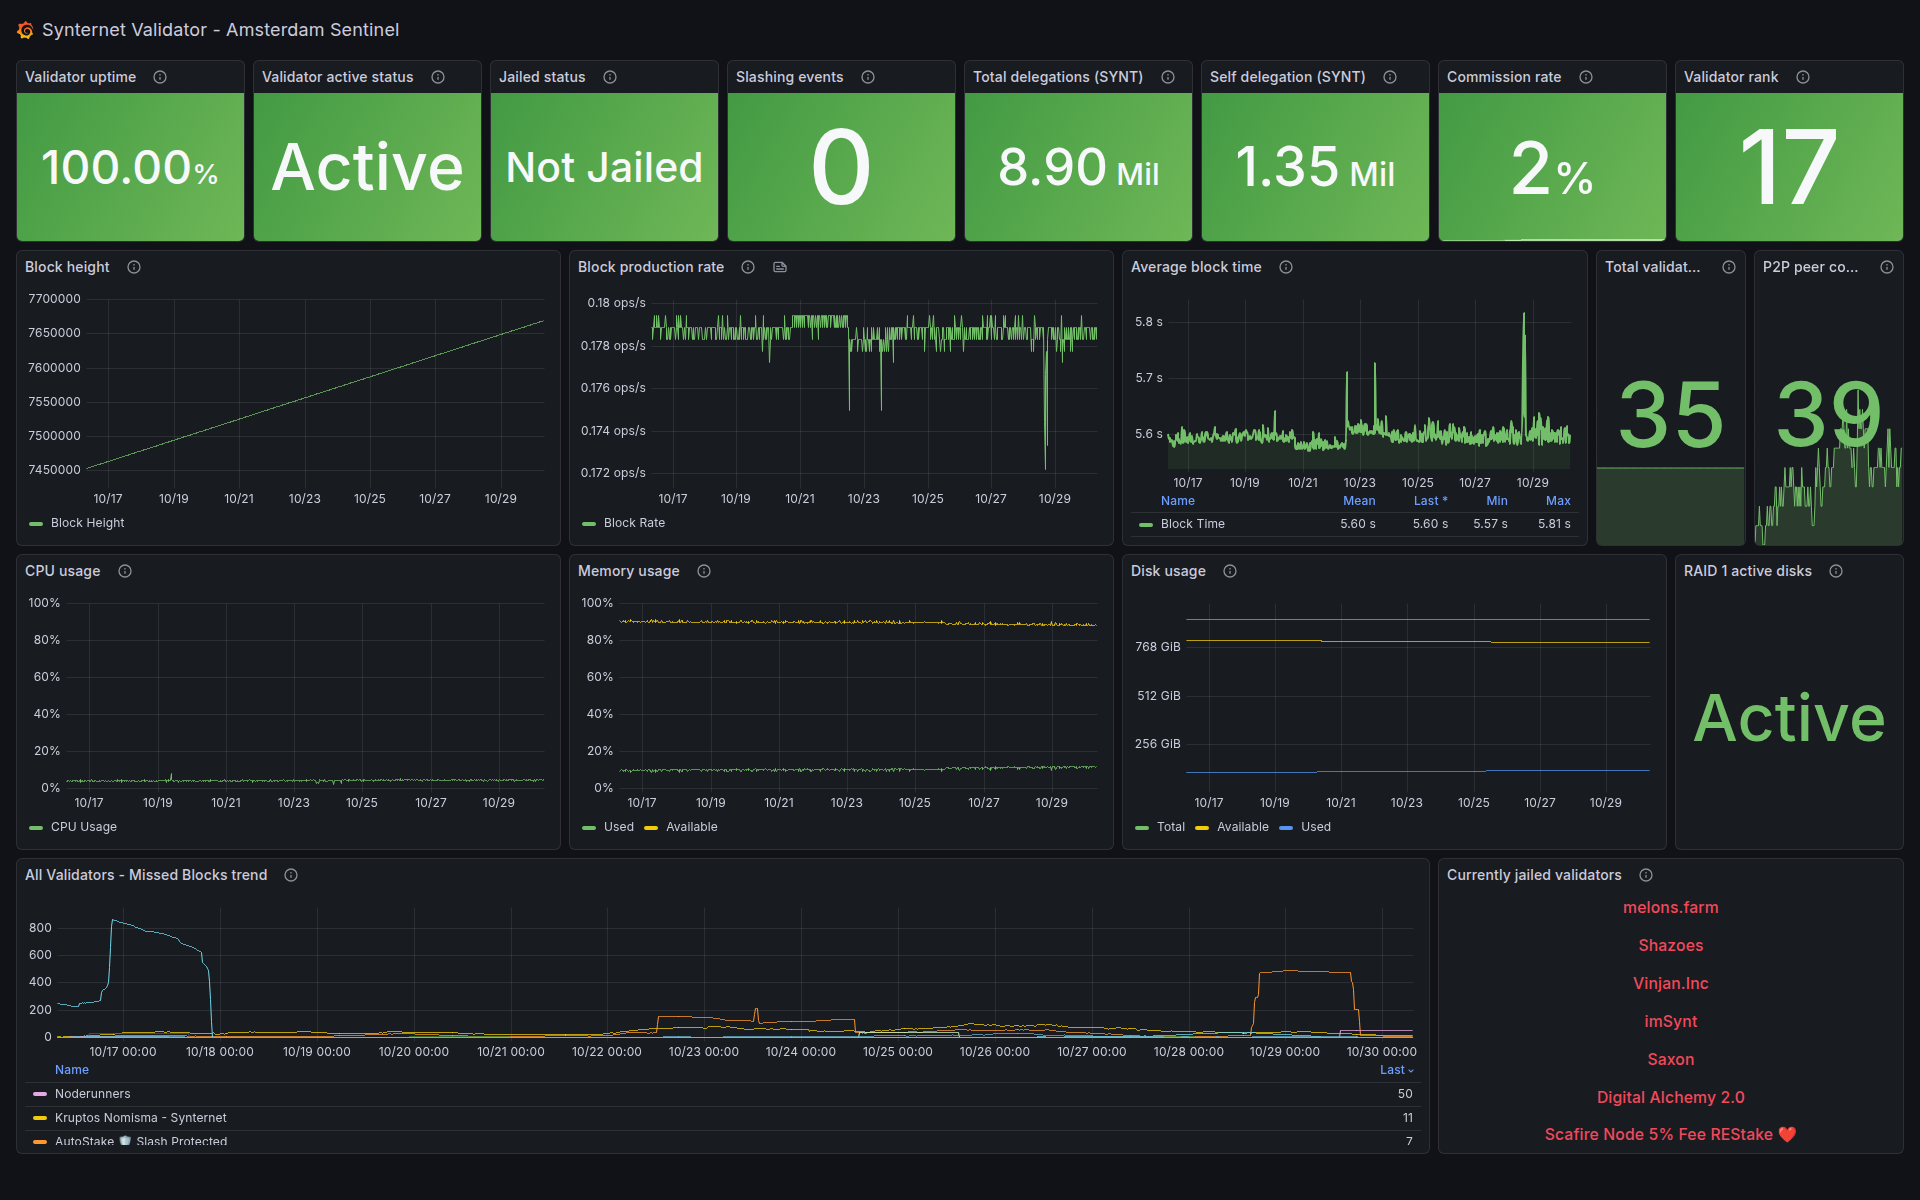 Synternet Validator - Amsterdam Sentinel
Validator uptime
Validator active status
Jailed status
Slashing events
Total delegations (SYNT)
Self delegation (SYNT)
Commission rate
Validator rank
100.00%
Active
Not Jailed
0
8.90 Mil
1.35 Mil
2%
17
Block height
7700000
7650000
7600000
7550000
7500000
7450000
10/17 10/19 10/21 10/23 10/25 10/27 10/29
Block Height
Block production rate
0.18 ops/s
0.178 ops/s
0.176 ops/s
0.174 ops/s
0.172 ops/s
10/17 10/19 10/21 10/23 10/25 10/27 10/29
Block Rate
Average block time
5.8 s
5.7 s
5.6 s
10/17 10/19 10/21 10/23 10/25 10/27 10/29
Name Mean Last * Min Max
Block Time 5.60 s 5.60 s 5.57 s 5.81 s
Total validat...
35
P2P peer co...
39
CPU usage
100%
80%
60%
40%
20%
0%
10/17 10/19 10/21 10/23 10/25 10/27 10/29
CPU Usage
Memory usage
100%
80%
60%
40%
20%
0%
10/17 10/19 10/21 10/23 10/25 10/27 10/29
Used Available
Disk usage
768 GiB
512 GiB
256 GiB
10/17 10/19 10/21 10/23 10/25 10/27 10/29
Total Available Used
RAID 1 active disks
Active
All Validators - Missed Blocks trend
800
600
400
200
0
10/17 00:00 10/18 00:00 10/19 00:00 10/20 00:00 10/21 00:00 10/22 00:00 10/23 00:00 10/24 00:00 10/25 00:00 10/26 00:00 10/27 00:00 10/28 00:00 10/29 00:00 10/30 00:00
Name Last
Noderunners 50
Kruptos Nomisma - Synternet 11
AutoStake 🛡️ Slash Protected 7
Currently jailed validators
melons.farm
Shazoes
Vinjan.Inc
imSynt
Saxon
Digital Alchemy 2.0
Scafire Node 5% Fee REStake ❤️